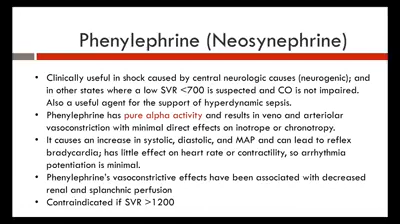 Phenylephrine (Neosynephrine)
• Clinically useful in shock caused by central neurologic causes (neurogenic); and
in other states where a low SVR <700 is suspected and CO is not impaired.
Also a useful agent for the support of hyperdynamic sepsis.
• Phenylephrine has pure alpha activity and results in veno and arteriolar
vasoconstriction with minimal direct effects on inotrope or chronotropy.
• It causes an increase in systolic, diastolic, and MAP and can lead to reflex
bradycardia; has little effect on heart rate or contractility, so arrhythmia
potentiation is minimal.
• Phenylephrine's vasoconstrictive effects have been associated with decreased
renal and splanchnic perfusion
• Contraindicated if SVR >1200